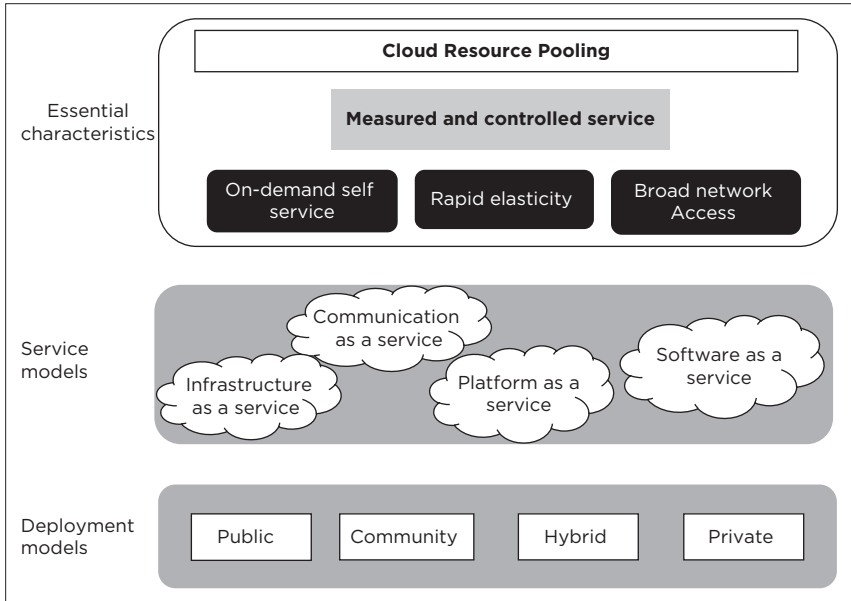 Cloud Resource Pooling
Essential
characteristics
Measured and controlled service
On-demand self
service
Rapid elasticity
Broad network
Access
Service
models
Communication
as a service
Infrastructure
as a service
Platform as a
service
Software as a
service
Deployment
models
Public
Community
Hybrid
Private